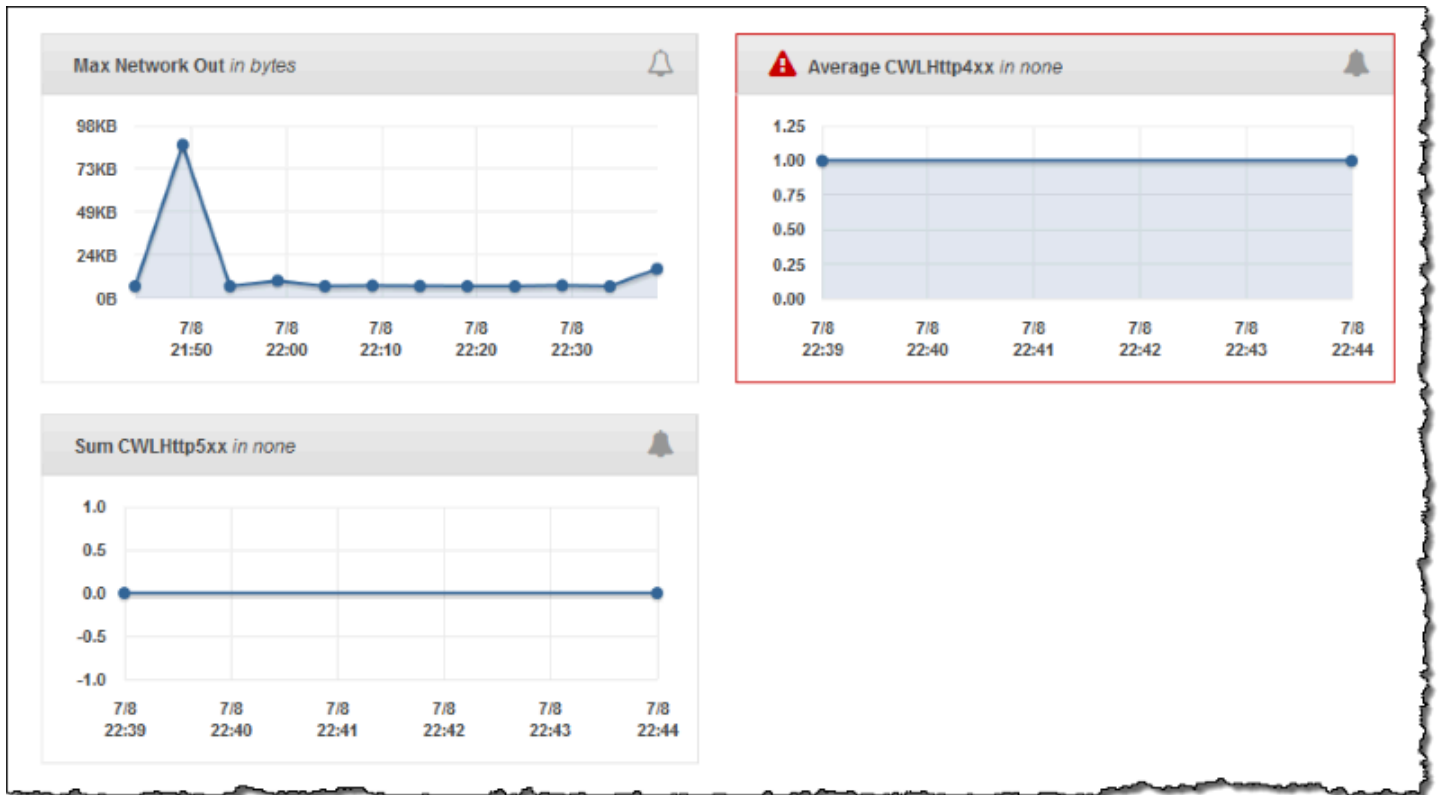 Max Network Out in bytes
98KB
73KB
49KB
24KB
0B
7/8 7/8 7/8 7/8 7/8
21:50 22:00 22:10 22:20 22:30
Average CWLHttp4xx in none
1.25
1.00
0.75
0.50
0.25
0.00
7/8 7/8 7/8 7/8 7/8 7/8
22:39 22:40 22:41 22:42 22:43 22:44
Sum CWLHttp5xx in none
1.0
0.5
0.0
-0.5
-1.0
7/8 7/8 7/8 7/8 7/8 7/8
22:39 22:40 22:41 22:42 22:43 22:44